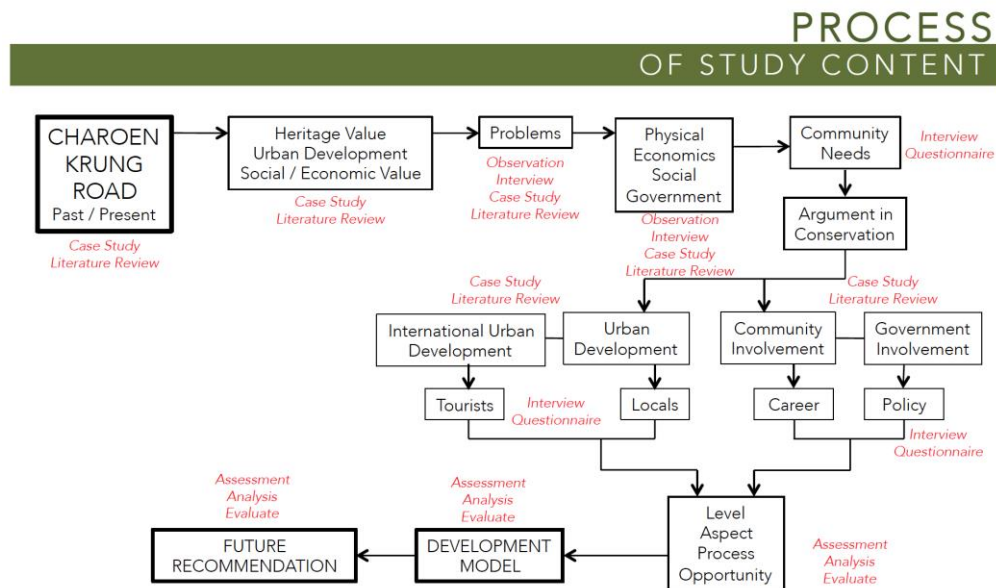 PROCESS
OF STUDY CONTENT
CHAROEN
KRUNG
ROAD
Past / Present
Case Study
Literature Review
Heritage Value
Urban Development
Social / Economic Value
Case Study
Literature Review
Problems
Observation
Interview
Case Study
Literature Review
Physical
Economics
Social
Government
Observation
Interview
Case Study
Literature Review
Community
Needs
Interview
Questionnaire
Argument in
Conservation
Case Study
Literature Review
International Urban
Development
Urban
Development
Community
Involvement
Case Study
Literature Review
Government
Involvement
Tourists
Interview
Questionnaire
Locals
Career
Policy
Interview
Questionnaire
Level
Aspect
Process
Opportunity
Assessment
Analysis
Evaluate
Assessment
Analysis
Evaluate
DEVELOPMENT
MODEL
Assessment
Analysis
Evaluate
FUTURE
RECOMMENDATION